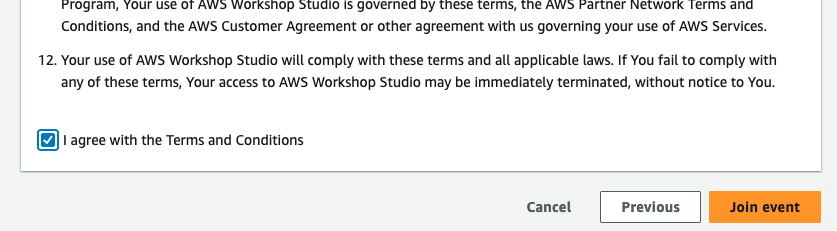 Program, Your use of AWS Workshop Studio is governed by these terms, the AWS Partner Network Terms and
Conditions, and the AWS Customer Agreement or other agreement with us governing your use of AWS Services.
12. Your use of AWS Workshop Studio will comply with these terms and all applicable laws. If You fail to comply with
any of these terms, Your access to AWS Workshop Studio may be immediately terminated, without notice to You.
I agree with the Terms and Conditions
Cancel Previous Join event